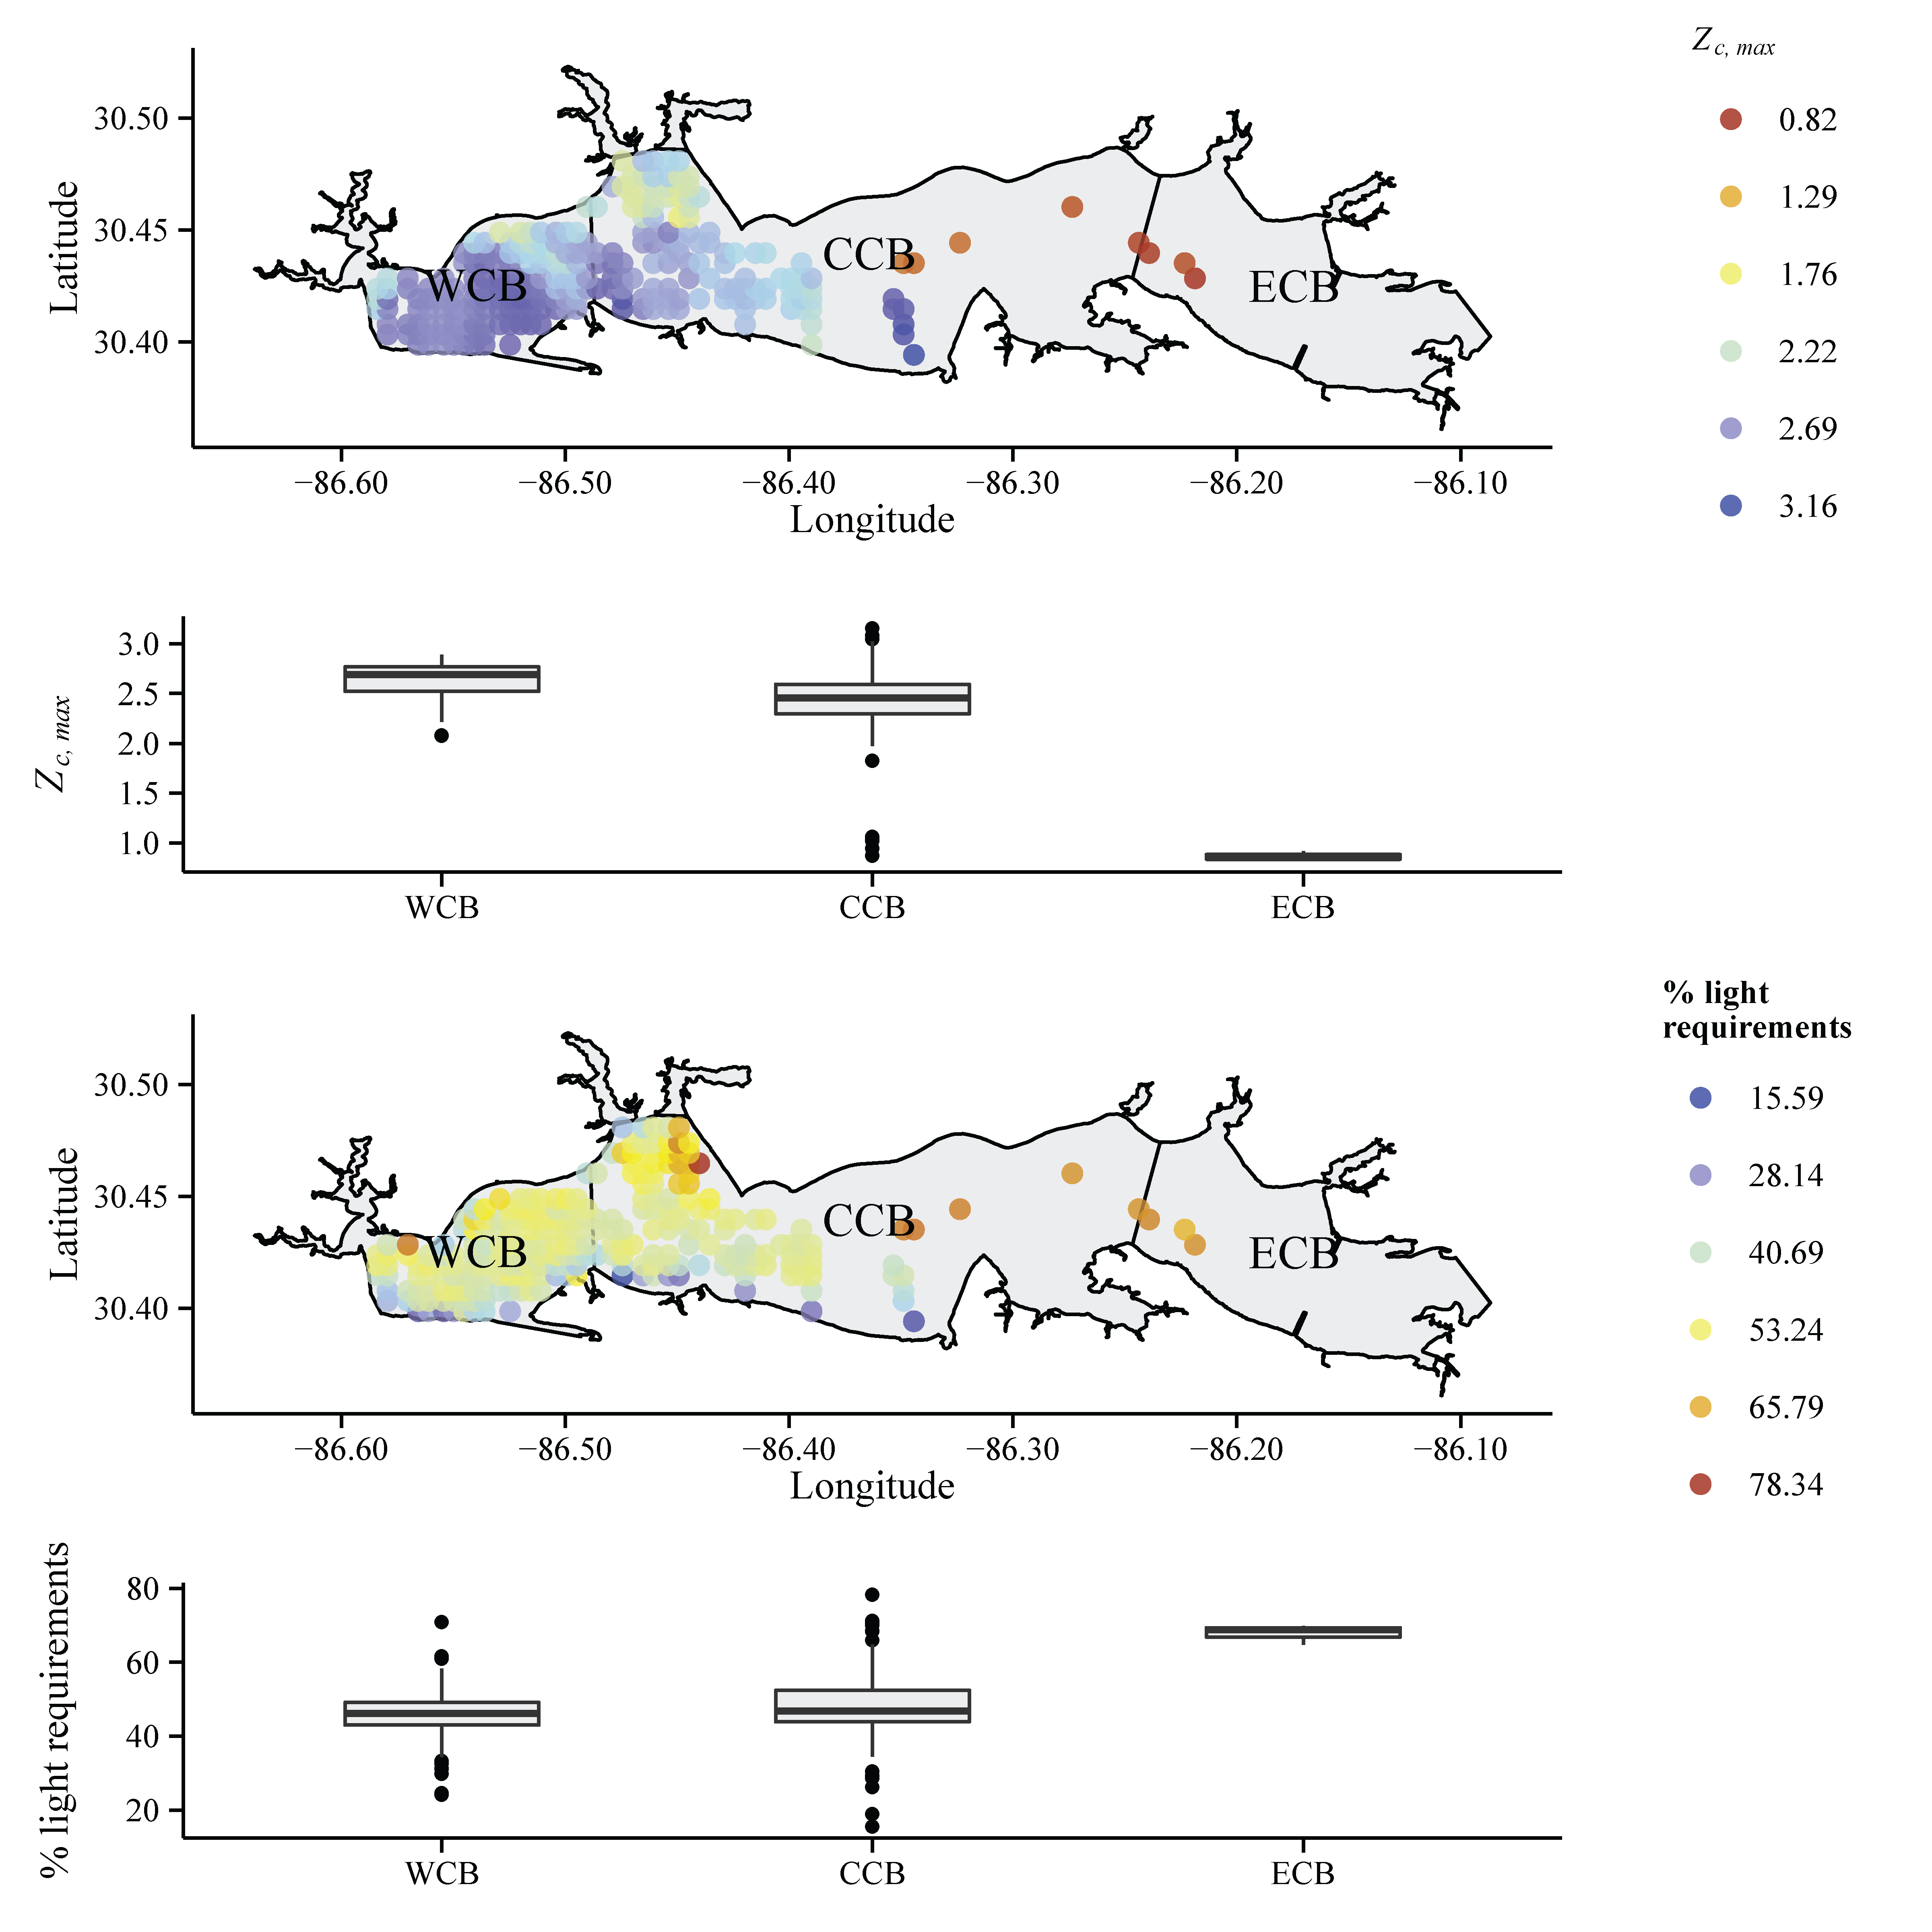 Z c, max
0.82
1.29
1.76
2.22
2.69
3.16
Latitude
30.50
30.45
30.40
WCB
CCB
ECB
−86.60 −86.50 −86.40 −86.30 −86.20 −86.10
Longitude
Z c, max
3.0
2.5
2.0
1.5
1.0
WCB CCB ECB
% light
requirements
15.59
28.14
40.69
53.24
65.79
78.34
Latitude
30.50
30.45
30.40
WCB
CCB
ECB
−86.60 −86.50 −86.40 −86.30 −86.20 −86.10
Longitude
% light requirements
80
60
40
20
WCB CCB ECB